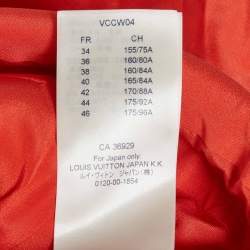 VCCW04
FR CH
34 155/76A
36 160/80A
38 160/84A
40 165/84A
42 170/88A
44 175/92A
46 175/96A
CA 36929
For Japan only:
LOUIS VUITTON JAPAN K.K.
ルイ・ヴィトン ジャパン(株)
0120-00-1854